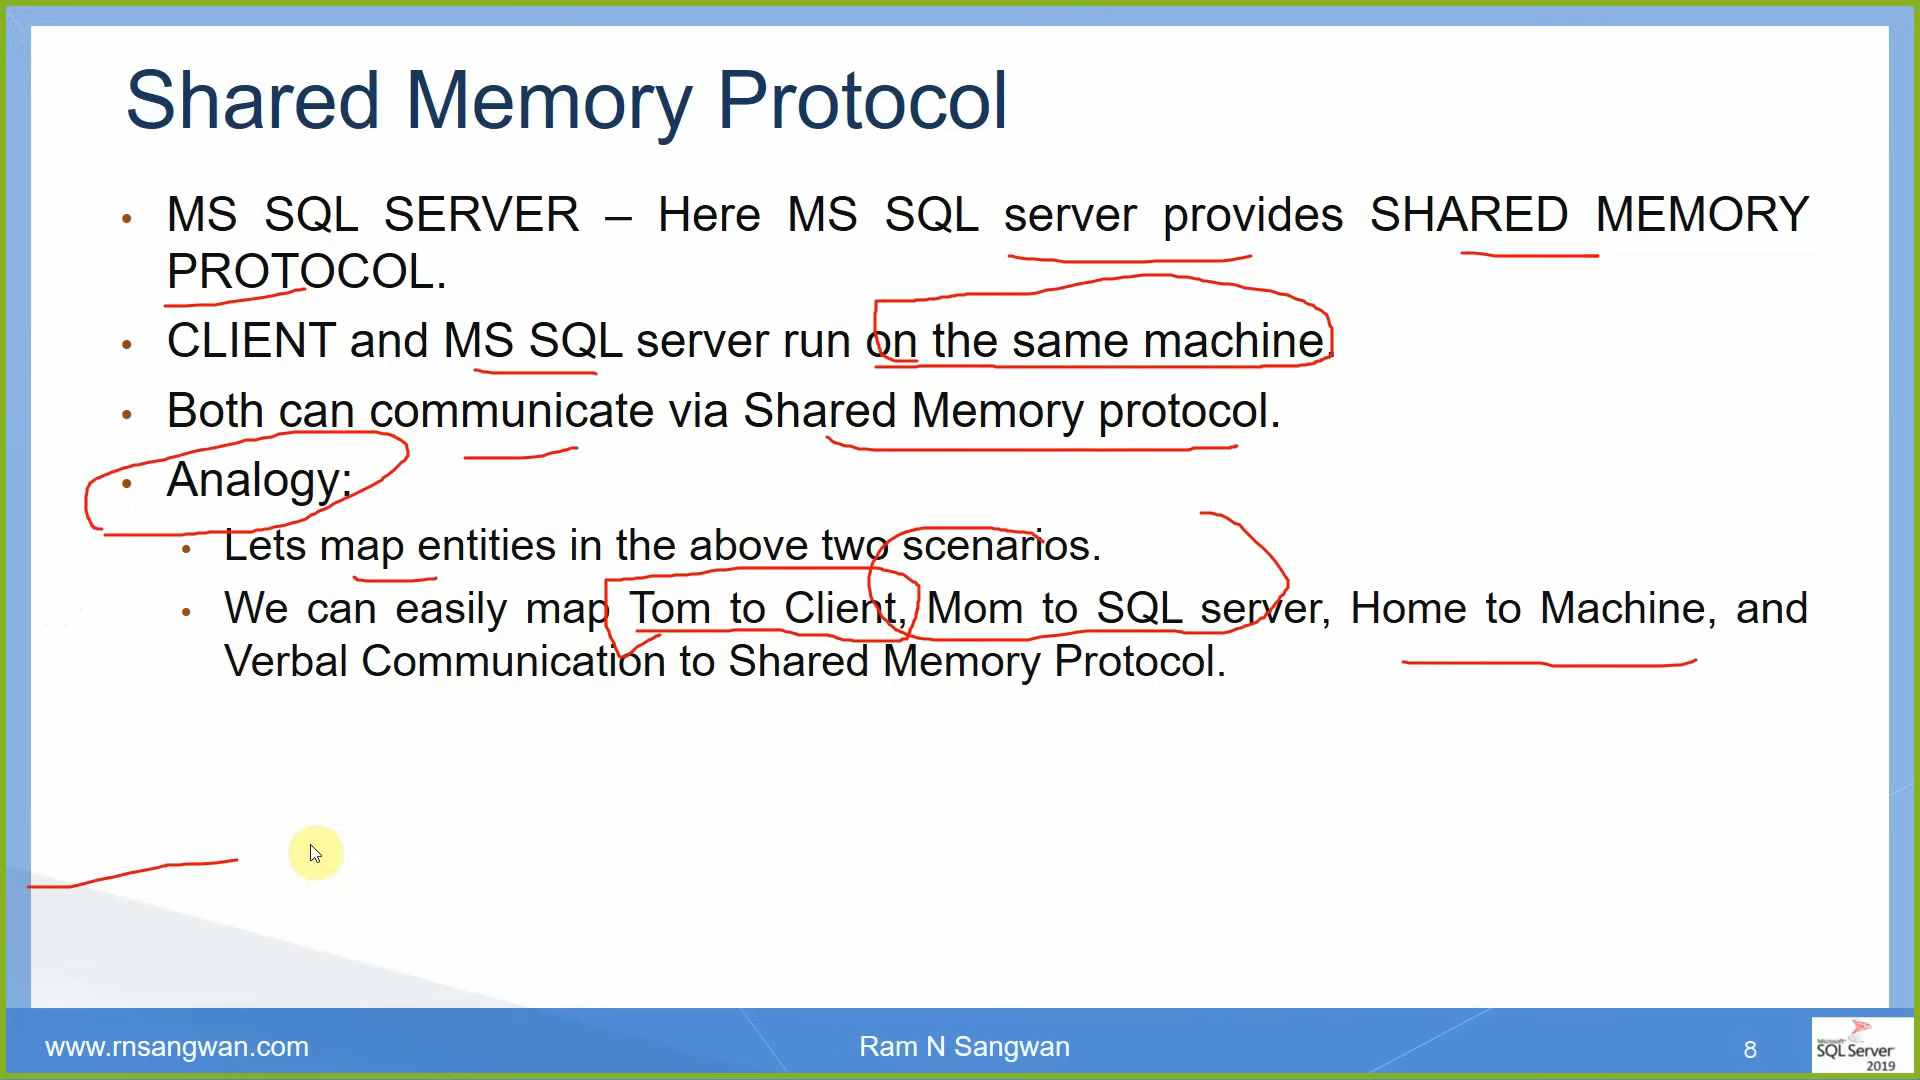 Shared Memory Protocol
• MS SQL SERVER – Here MS SQL server provides SHARED MEMORY
PROTOCOL.
• CLIENT and MS SQL server run on the same machine.
• Both can communicate via Shared Memory protocol.
• Analogy:
• Lets map entities in the above two scenarios.
• We can easily map Tom to Client, Mom to SQL server, Home to Machine, and
Verbal Communication to Shared Memory Protocol.
www.rnsangwan.com
Ram N Sangwan
8
Microsoft
SQL Server
2019